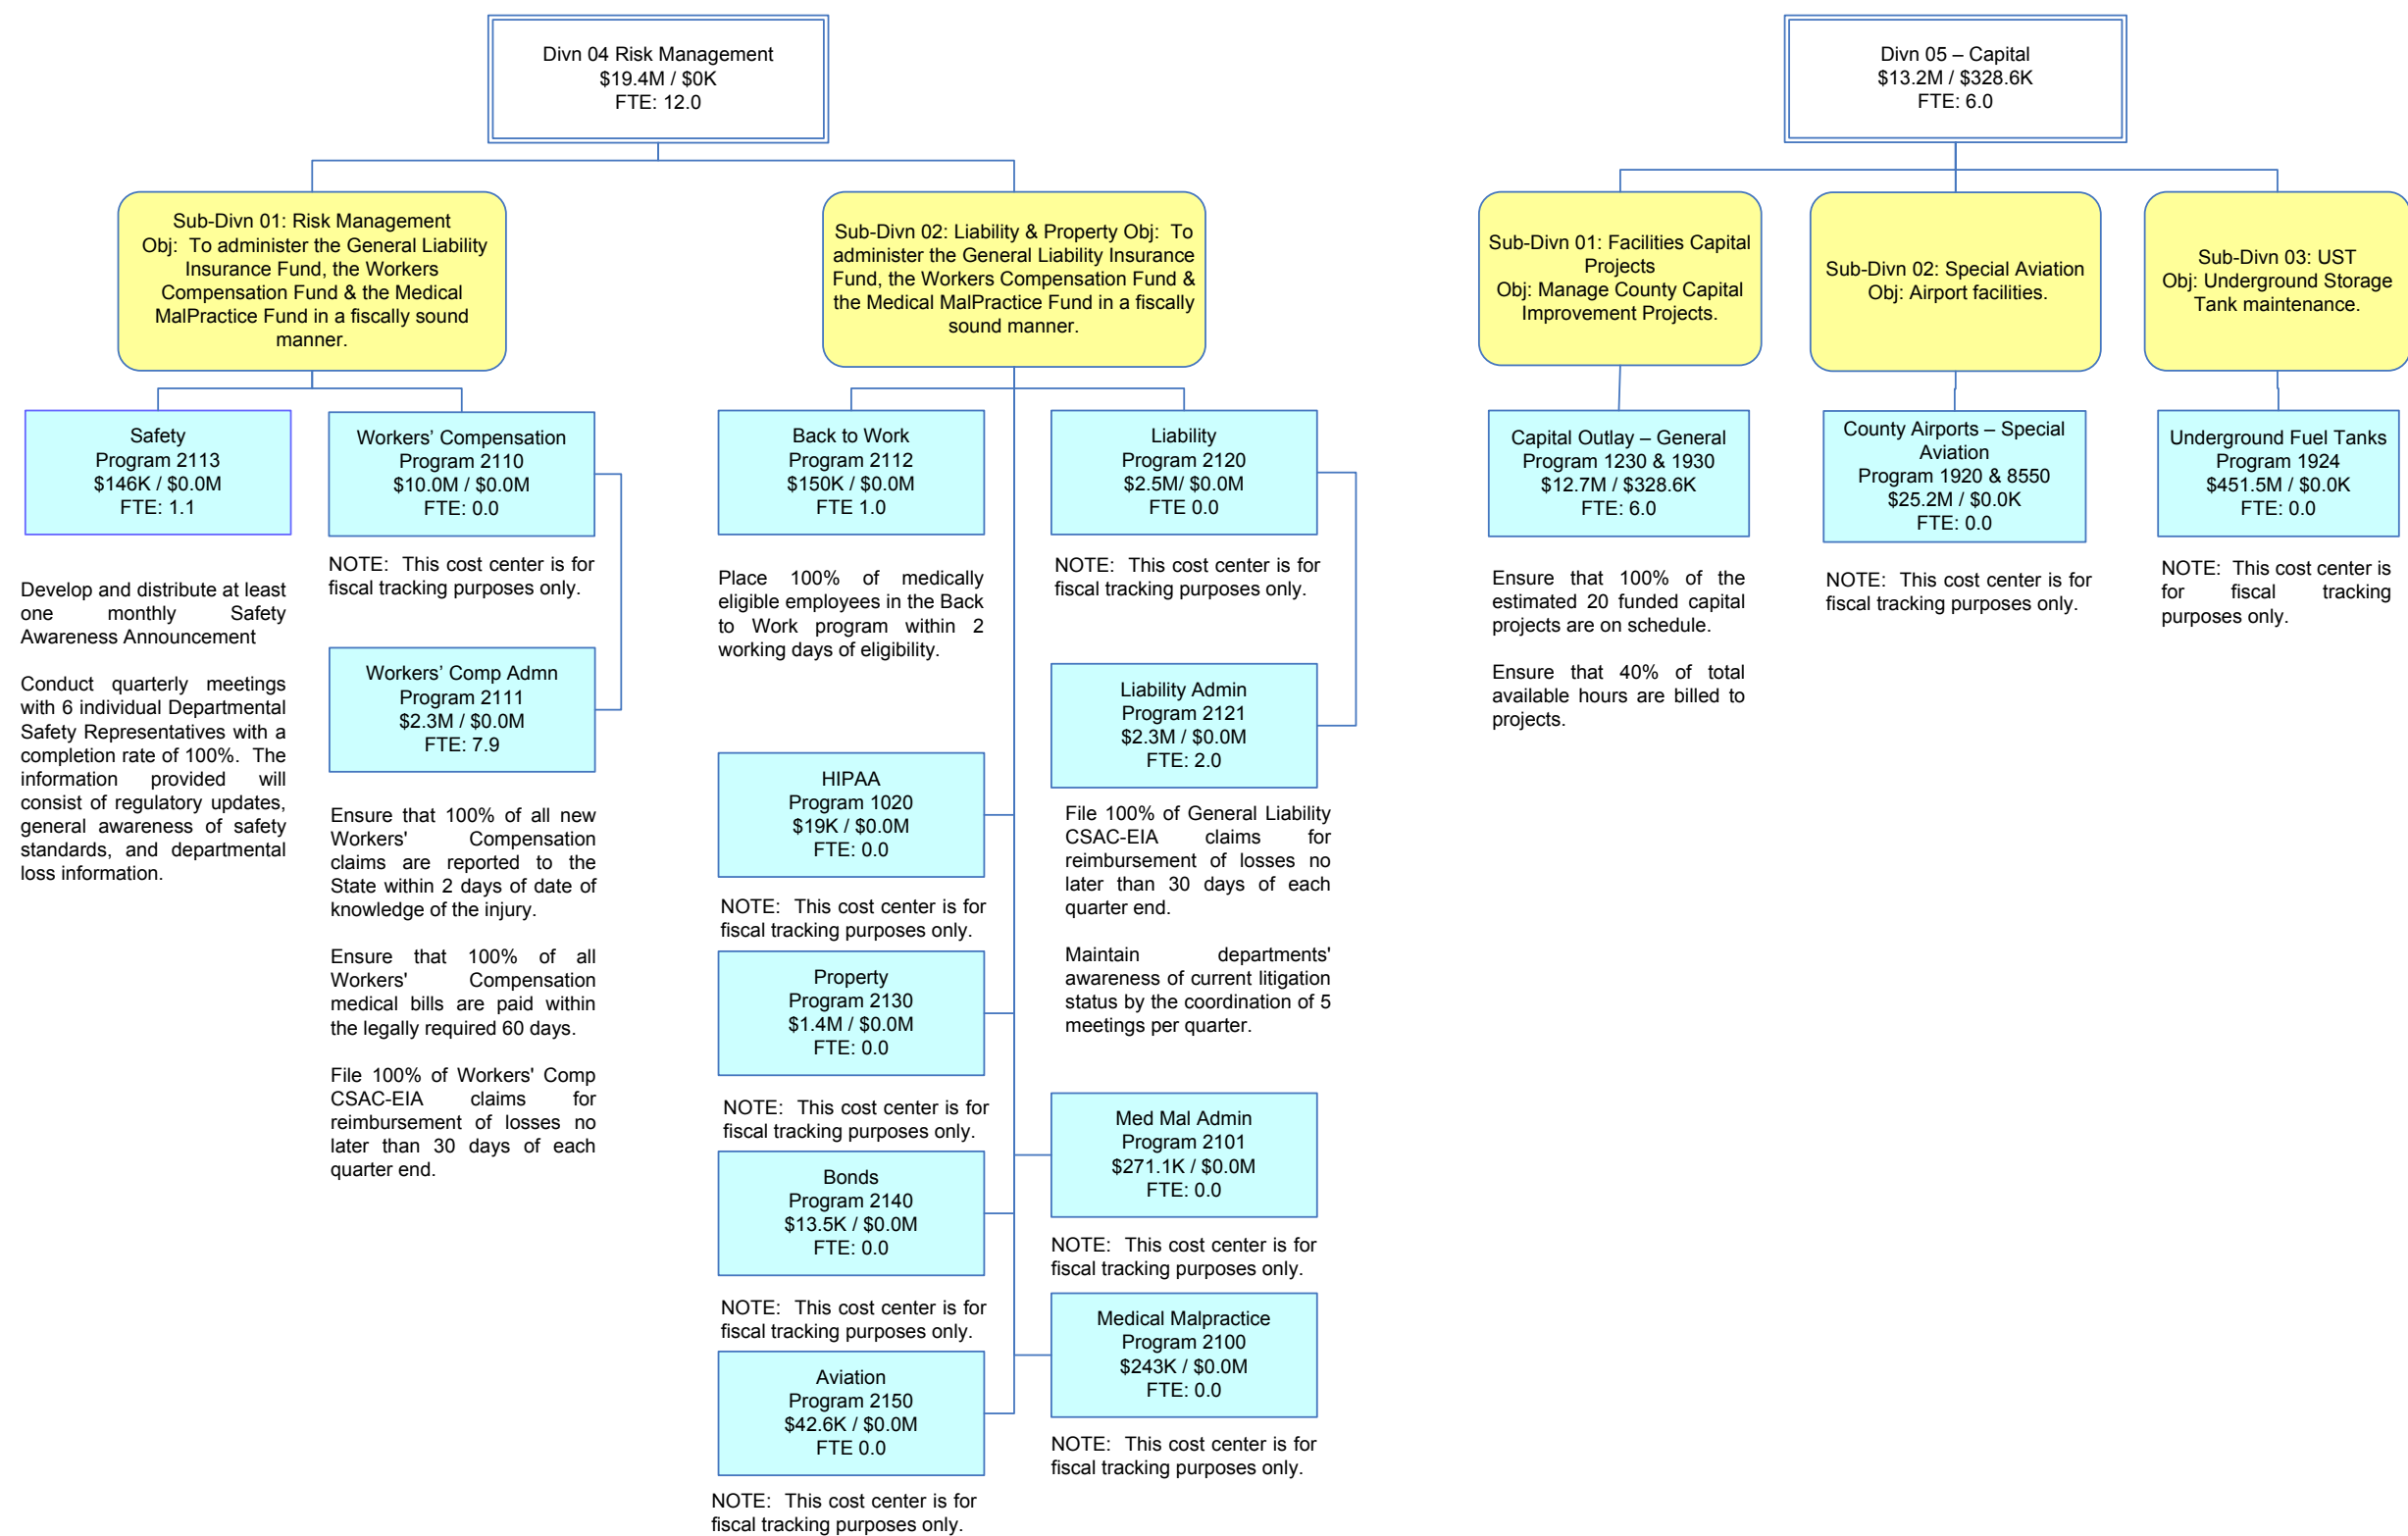 Divn 04 Risk Management
$19.4M / $0K
FTE: 12.0
Sub-Divn 01: Risk Management
Obj:  To administer the General Liability
Insurance Fund, the Workers
Compensation Fund & the Medical
MalPractice Fund in a fiscally sound
manner.
Safety
Program 2113
$146K / $0.0M
FTE: 1.1
Develop and distribute at least
one monthly Safety
Awareness Announcement
Conduct quarterly meetings
with 6 individual Departmental
Safety Representatives with a
completion rate of 100%.  The
information provided will
consist of regulatory updates,
general awareness of safety
standards, and departmental
loss information.
Workers’ Compensation
Program 2110
$10.0M / $0.0M
FTE: 0.0
NOTE:  This cost center is for
fiscal tracking purposes only.
Workers’ Comp Admn
Program 2111
$2.3M / $0.0M
FTE: 7.9
Ensure that 100% of all new
Workers' Compensation
claims are reported to the
State within 2 days of date of
knowledge of the injury.
Ensure that 100% of all
Workers' Compensation
medical bills are paid within
the legally required 60 days.
File 100% of Workers' Comp
CSAC-EIA claims for
reimbursement of losses no
later than 30 days of each
quarter end.
Sub-Divn 02: Liability & Property Obj:  To
administer the General Liability Insurance
Fund, the Workers Compensation Fund &
the Medical MalPractice Fund in a fiscally
sound manner.
Back to Work
Program 2112
$150K / $0.0M
FTE 1.0
Place 100% of medically
eligible employees in the Back
to Work program within 2
working days of eligibility.
HIPAA
Program 1020
$19K / $0.0M
FTE: 0.0
NOTE:  This cost center is for
fiscal tracking purposes only.
Property
Program 2130
$1.4M / $0.0M
FTE: 0.0
NOTE:  This cost center is for
fiscal tracking purposes only.
Bonds
Program 2140
$13.5K / $0.0M
FTE: 0.0
NOTE:  This cost center is for
fiscal tracking purposes only.
Aviation
Program 2150
$42.6K / $0.0M
FTE 0.0
NOTE:  This cost center is for
fiscal tracking purposes only.
Liability
Program 2120
$2.5M/ $0.0M
FTE 0.0
NOTE:  This cost center is for
fiscal tracking purposes only.
Liability Admin
Program 2121
$2.3M / $0.0M
FTE: 2.0
File 100% of General Liability
CSAC-EIA claims for
reimbursement of losses no
later than 30 days of each
quarter end.
Maintain departments'
awareness of current litigation
status by the coordination of 5
meetings per quarter.
Med Mal Admin
Program 2101
$271.1K / $0.0M
FTE: 0.0
NOTE:  This cost center is for
fiscal tracking purposes only.
Medical Malpractice
Program 2100
$243K / $0.0M
FTE: 0.0
NOTE:  This cost center is for
fiscal tracking purposes only.
Divn 05 – Capital
$13.2M / $328.6K
FTE: 6.0
Sub-Divn 01: Facilities Capital
Projects
Obj: Manage County Capital
Improvement Projects.
Capital Outlay – General
Program 1230 & 1930
$12.7M / $328.6K
FTE: 6.0
Ensure that 100% of the
estimated 20 funded capital
projects are on schedule.
Ensure that 40% of total
available hours are billed to
projects.
Sub-Divn 02: Special Aviation
Obj: Airport facilities.
County Airports – Special
Aviation
Program 1920 & 8550
$25.2M / $0.0K
FTE: 0.0
NOTE:  This cost center is for
fiscal tracking purposes only.
Sub-Divn 03: UST
Obj: Underground Storage
Tank maintenance.
Underground Fuel Tanks
Program 1924
$451.5M / $0.0K
FTE: 0.0
NOTE:  This cost center is
for fiscal tracking
purposes only.